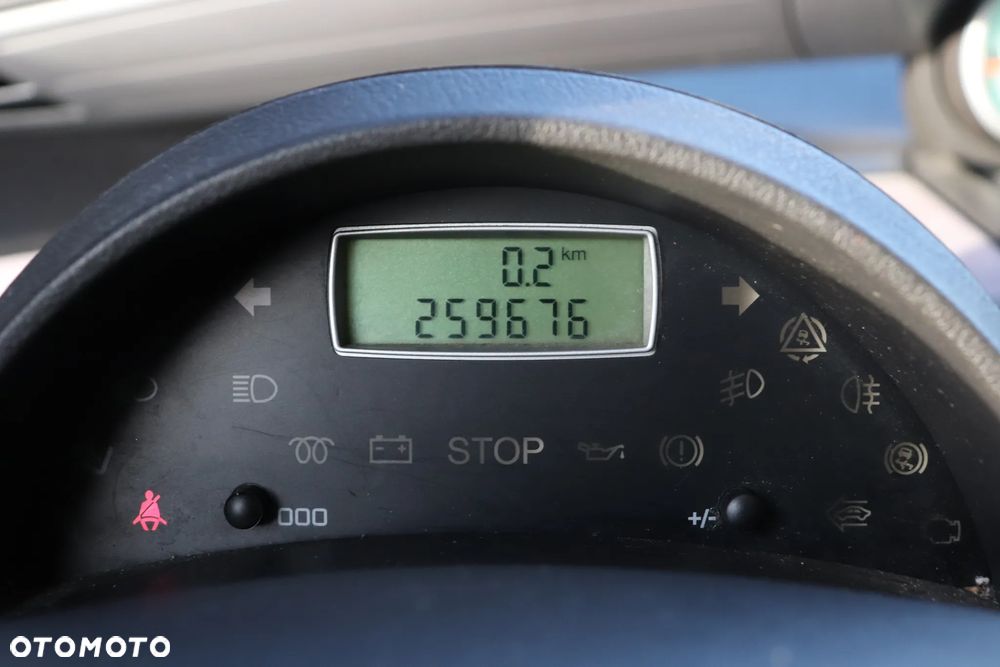 0.2 km
259676
STOP
000
+/-
OTOMOTO